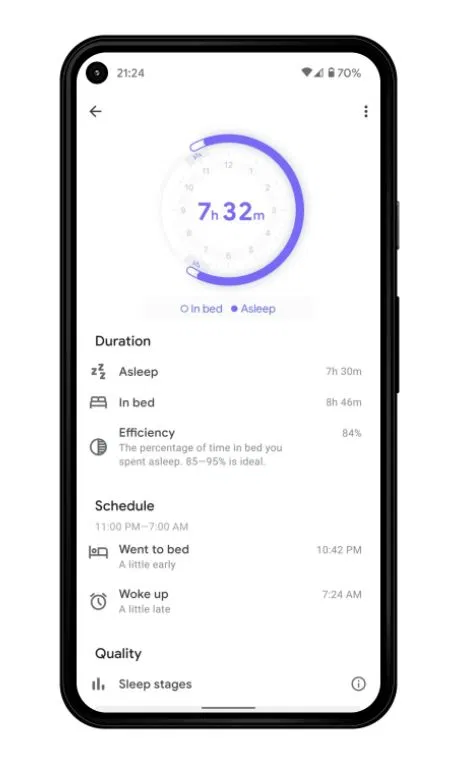 21:24
70%
12
11
1
10
2
7h 32m
9
3
8
4
7
5
6
In bed Asleep
Duration
Asleep 7h 30m
In bed 8h 46m
Efficiency 84%
The percentage of time in bed you
spent asleep. 85–95% is ideal.
Schedule
11:00 PM–7:00 AM
Went to bed 10:42 PM
A little early
Woke up 7:24 AM
A little late
Quality
Sleep stages